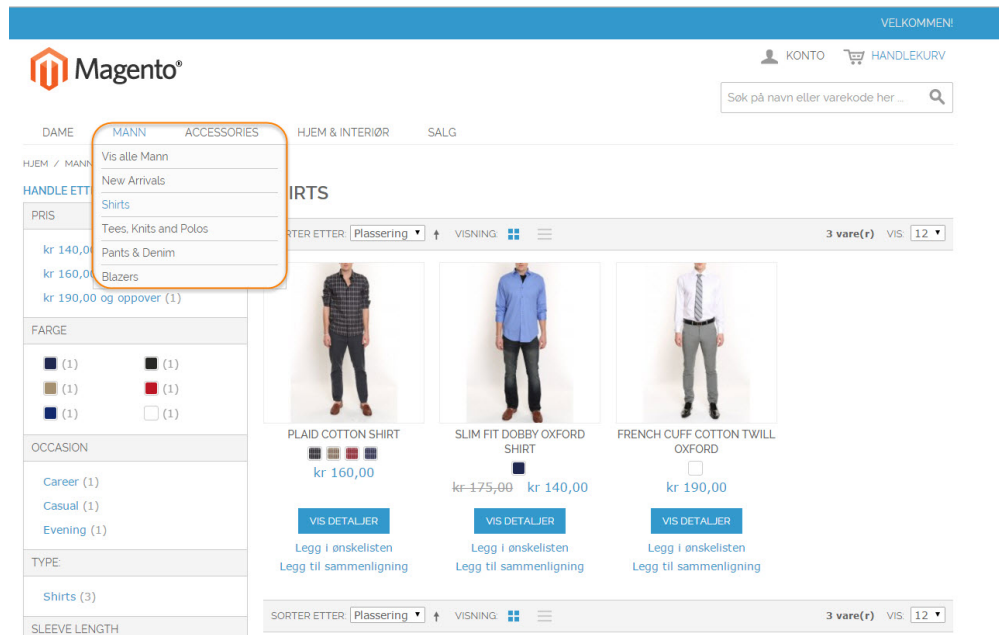 VELKOMMEN!
Magento®
KONTO HANDLEKURV
Søk på navn eller varekode her ...
DAME MANN ACCESSORIES HJEM & INTERIØR SALG
HJEM / MANN
Vis alle Mann
New Arrivals
Shirts
Tees, Knits and Polos
Pants & Denim
Blazers
HANDLE ETT
IRTS
PRIS
RTER ETTER: Plassering VISNING: 3 vare(r) VIS: 12
kr 140,0
kr 160,0
kr 190,00 og oppover (1)
FARGE
(1) (1)
(1) (1)
(1) (1)
OCCASION
Career (1)
Casual (1)
Evening (1)
TYPE:
Shirts (3)
SLEEVE LENGTH
PLAID COTTON SHIRT
kr 160,00
VIS DETALJER
Legg i ønskelisten
Legg til sammenligning
SLIM FIT DOBBY OXFORD
SHIRT
kr 175,00 kr 140,00
VIS DETALJER
Legg i ønskelisten
Legg til sammenligning
FRENCH CUFF COTTON TWILL
OXFORD
kr 190,00
VIS DETALJER
Legg i ønskelisten
Legg til sammenligning
SORTER ETTER: Plassering VISNING: 3 vare(r) VIS: 12